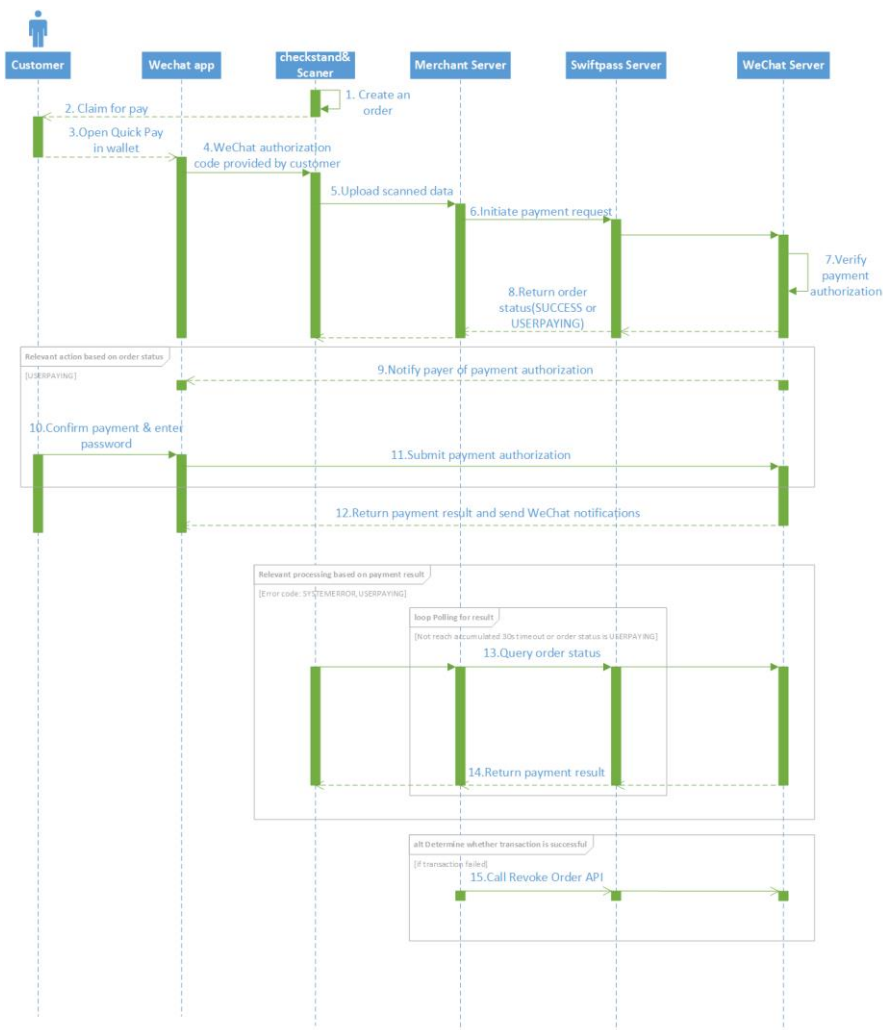 Customer
Wechat app
checkstand&
Scaner
Merchant Server
Swiftpass Server
WeChat Server
1. Create an
order
2. Claim for pay
3.Open Quick Pay
in wallet
4.WeChat authorization
code provided by customer
5.Upload scanned data
6.Initiate payment request
7.Verify
payment
authorization
8.Return order
status(SUCCESS or
USERPAYING)
Relevant action based on order status
[USERPAYING]
9.Notify payer of payment authorization
10.Confirm payment & enter
password
11.Submit payment authorization
12.Return payment result and send WeChat notifications
Relevant processing based on payment result
[Error code: SYSTEMERROR,USERPAYING]
loop Polling for result
[Not reach accumulated 30s timeout or order status is USERPAYING]
13.Query order status
14.Return payment result
alt Determine whether transaction is successful
[if transaction failed]
15.Call Revoke Order API